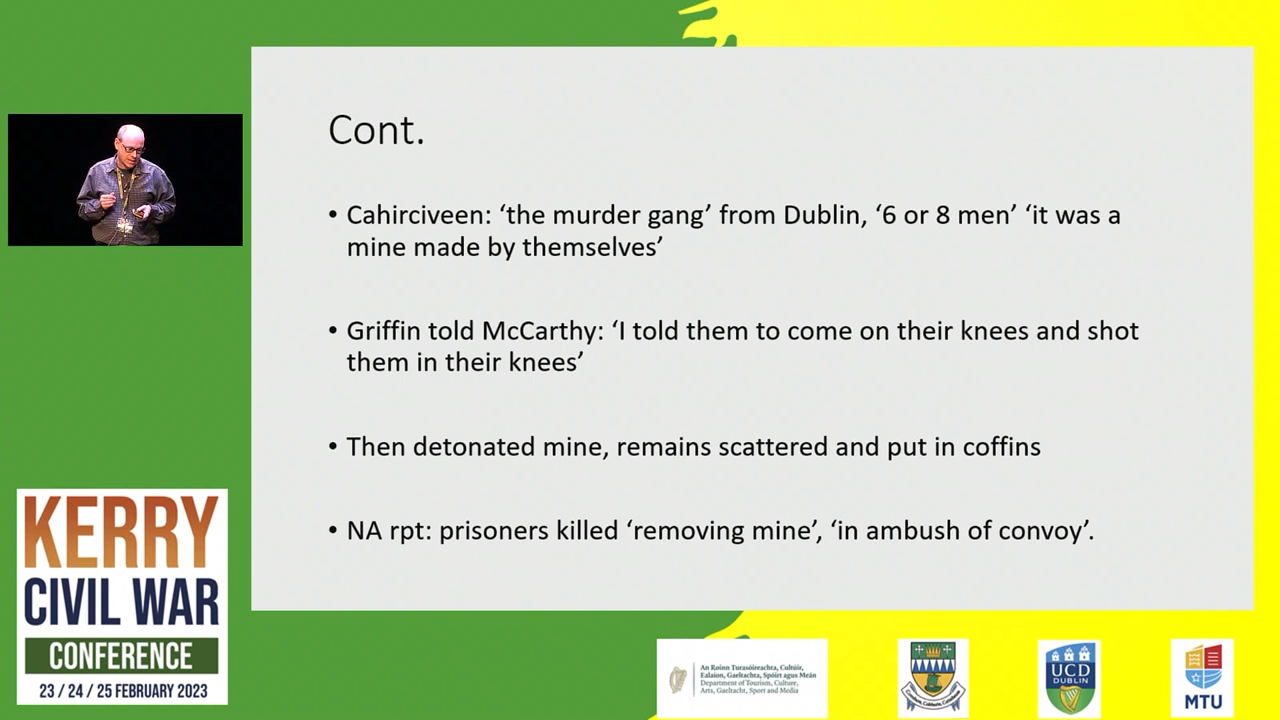 Cont.
• Cahirciveen: ‘the murder gang’ from Dublin, ‘6 or 8 men’ ‘it was a
mine made by themselves’
• Griffin told McCarthy: ‘I told them to come on their knees and shot
them in their knees’
• Then detonated mine, remains scattered and put in coffins
• NA rpt: prisoners killed ‘removing mine’, ‘in ambush of convoy’.
KERRY
CIVIL WAR
CONFERENCE
23 / 24 / 25 FEBRUARY 2023
An Roinn Turasóireachta, Cultúir,
Ealaíon, Gaeltachta, Spóirt agus Meán
Department of Tourism, Culture,
Arts, Gaeltacht, Sport and Media
UCD
DUBLIN
MTU